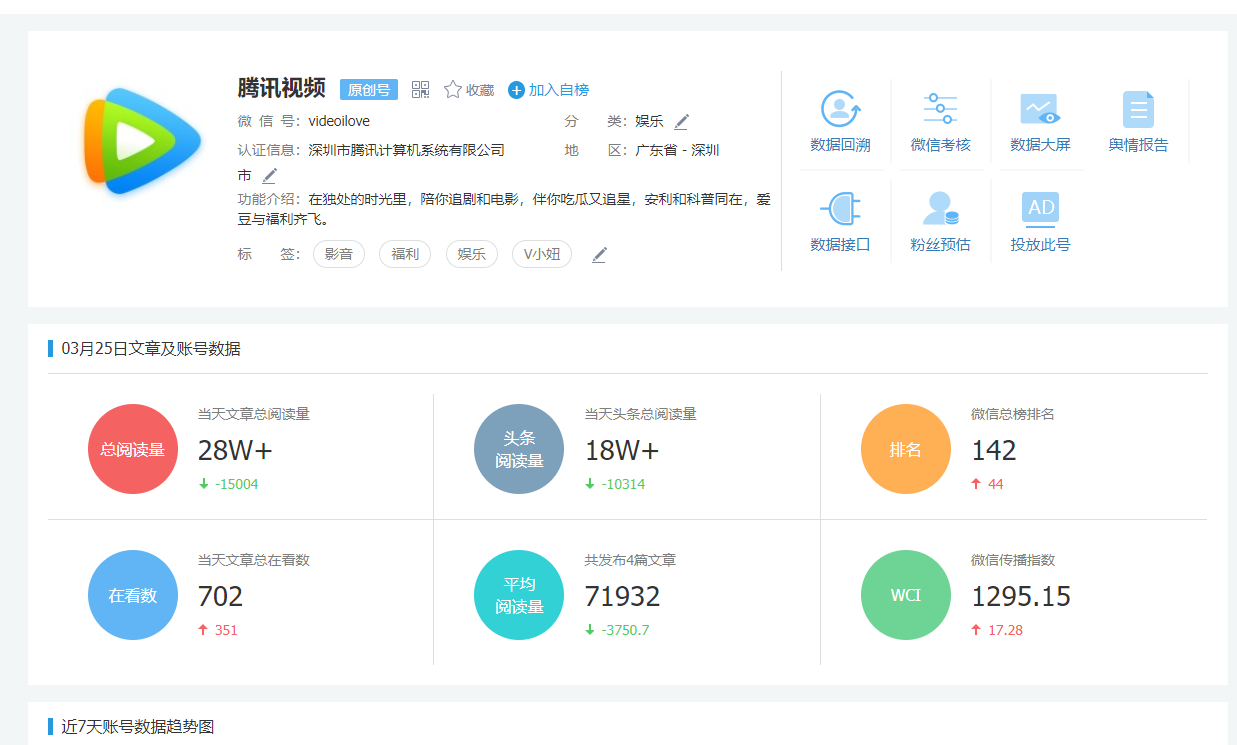 腾讯视频 原创号 收藏 加入自榜
微 信 号：videoilove 分 类：娱乐
认证信息：深圳市腾讯计算机系统有限公司 地 区：广东省 - 深圳
市
功能介绍：在独处的时光里，陪你追剧和电影，伴你吃瓜又追星，安利和科普同在，爱
豆与福利齐飞。
标 签： 影音 福利 娱乐 V小妞
数据回溯 微信考核 数据大屏 舆情报告
AD
数据接口 粉丝预估 投放此号
03月25日文章及账号数据
总阅读量
当天文章总阅读量
28W+
-15004
头条
阅读量
当天头条总阅读量
18W+
-10314
排名
微信总榜排名
142
44
在看数
当天文章总在看数
702
351
平均
阅读量
共发布4篇文章
71932
-3750.7
WCI
微信传播指数
1295.15
17.28
近7天账号数据趋势图